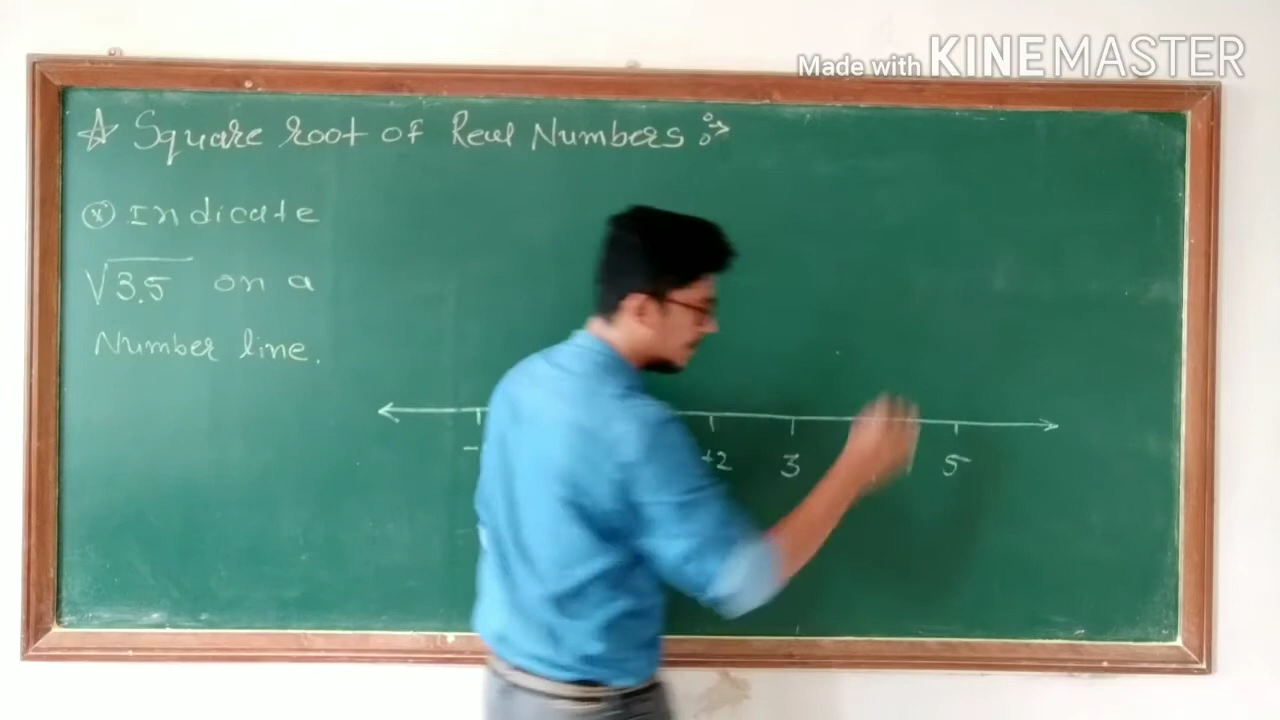 Made with KINEMASTER
☆ Square root of Real Numbers :→
* Indicate
√3.5 on a
Number line.
- +2 3 5